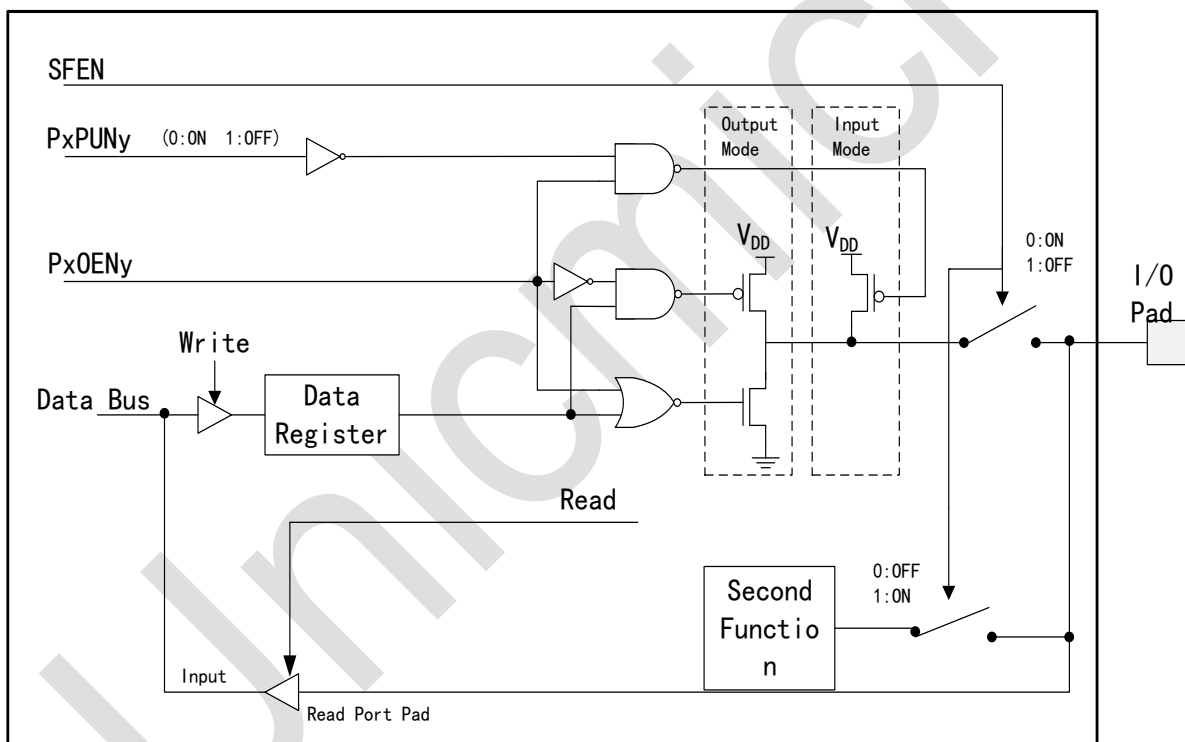 SFEN
PxPUNy (0:ON 1:OFF)
Output
Mode
Input
Mode
VDD
VDD
0:ON
1:OFF
PxOENy
I/O
Pad
Write
Data Bus
Data
Register
Read
0:OFF
1:ON
Second
Functio
n
Input
Read Port Pad
Unicmicr